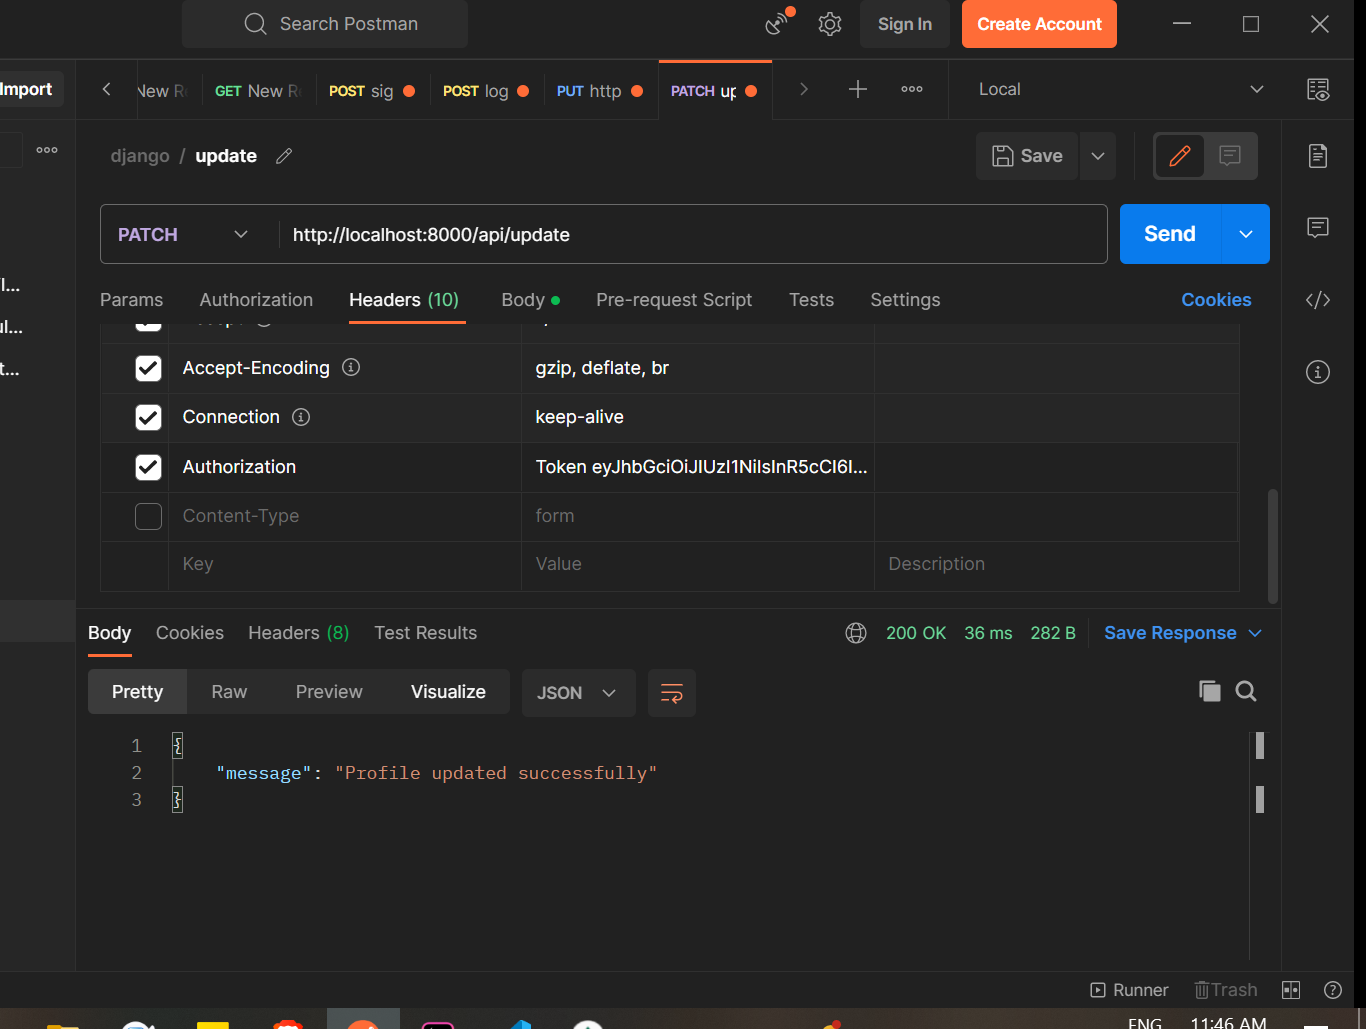 Search Postman
Sign In
Create Account
Import
New R
GET New R
POST sig
POST log
PUT http
PATCH up
Local
django / update
Save
PATCH
http://localhost:8000/api/update
Send
Params
Authorization
Headers (10)
Body
Pre-request Script
Tests
Settings
Cookies
Accept-Encoding
gzip, deflate, br
Connection
keep-alive
Authorization
Token eyJhbGciOiJIUzI1NiIsInR5cCI6I...
Content-Type
form
Key
Value
Description
Body
Cookies
Headers (8)
Test Results
200 OK
36 ms
282 B
Save Response
Pretty
Raw
Preview
Visualize
JSON
1 {
2 "message": "Profile updated successfully"
3 }
Runner
Trash
ENG
11:46 AM